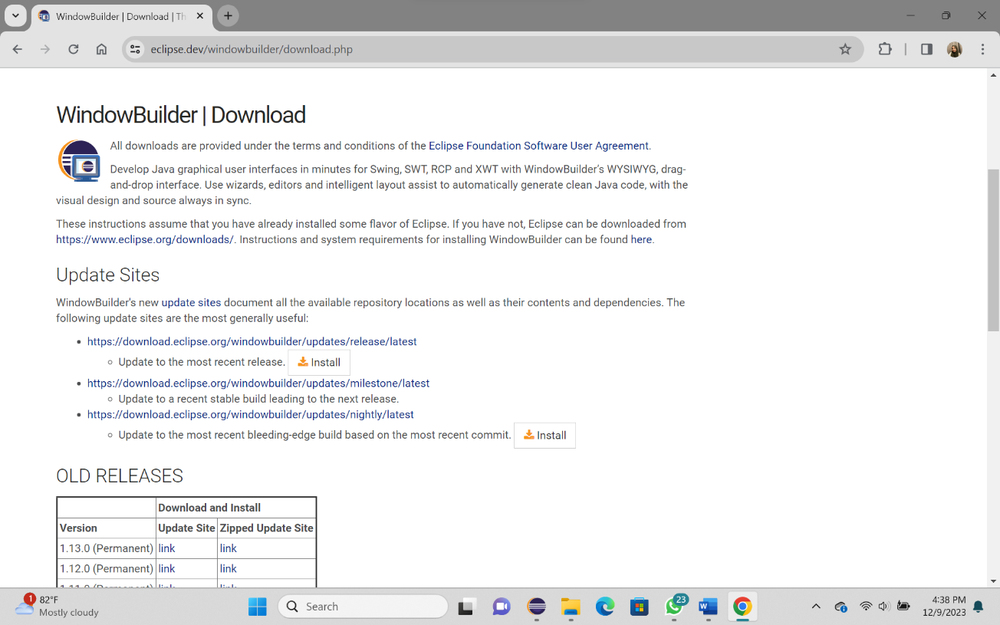 WindowBuilder | Download | Th
eclipse.dev/windowbuilder/download.php
WindowBuilder | Download
All downloads are provided under the terms and conditions of the Eclipse Foundation Software User Agreement.
Develop Java graphical user interfaces in minutes for Swing, SWT, RCP and XWT with WindowBuilder's WYSIWYG, drag-
and-drop interface. Use wizards, editors and intelligent layout assist to automatically generate clean Java code, with the
visual design and source always in sync.
These instructions assume that you have already installed some flavor of Eclipse. If you have not, Eclipse can be downloaded from
https://www.eclipse.org/downloads/. Instructions and system requirements for installing WindowBuilder can be found here.
Update Sites
WindowBuilder's new update sites document all the available repository locations as well as their contents and dependencies. The
following update sites are the most generally useful:
• https://download.eclipse.org/windowbuilder/updates/release/latest
◦ Update to the most recent release. Install
• https://download.eclipse.org/windowbuilder/updates/milestone/latest
◦ Update to a recent stable build leading to the next release.
• https://download.eclipse.org/windowbuilder/updates/nightly/latest
◦ Update to the most recent bleeding-edge build based on the most recent commit. Install
OLD RELEASES
Download and Install
Version Update Site Zipped Update Site
1.13.0 (Permanent) link link
1.12.0 (Permanent) link link
1 82°F
Mostly cloudy
Search
23
W
4:38 PM
12/9/2023